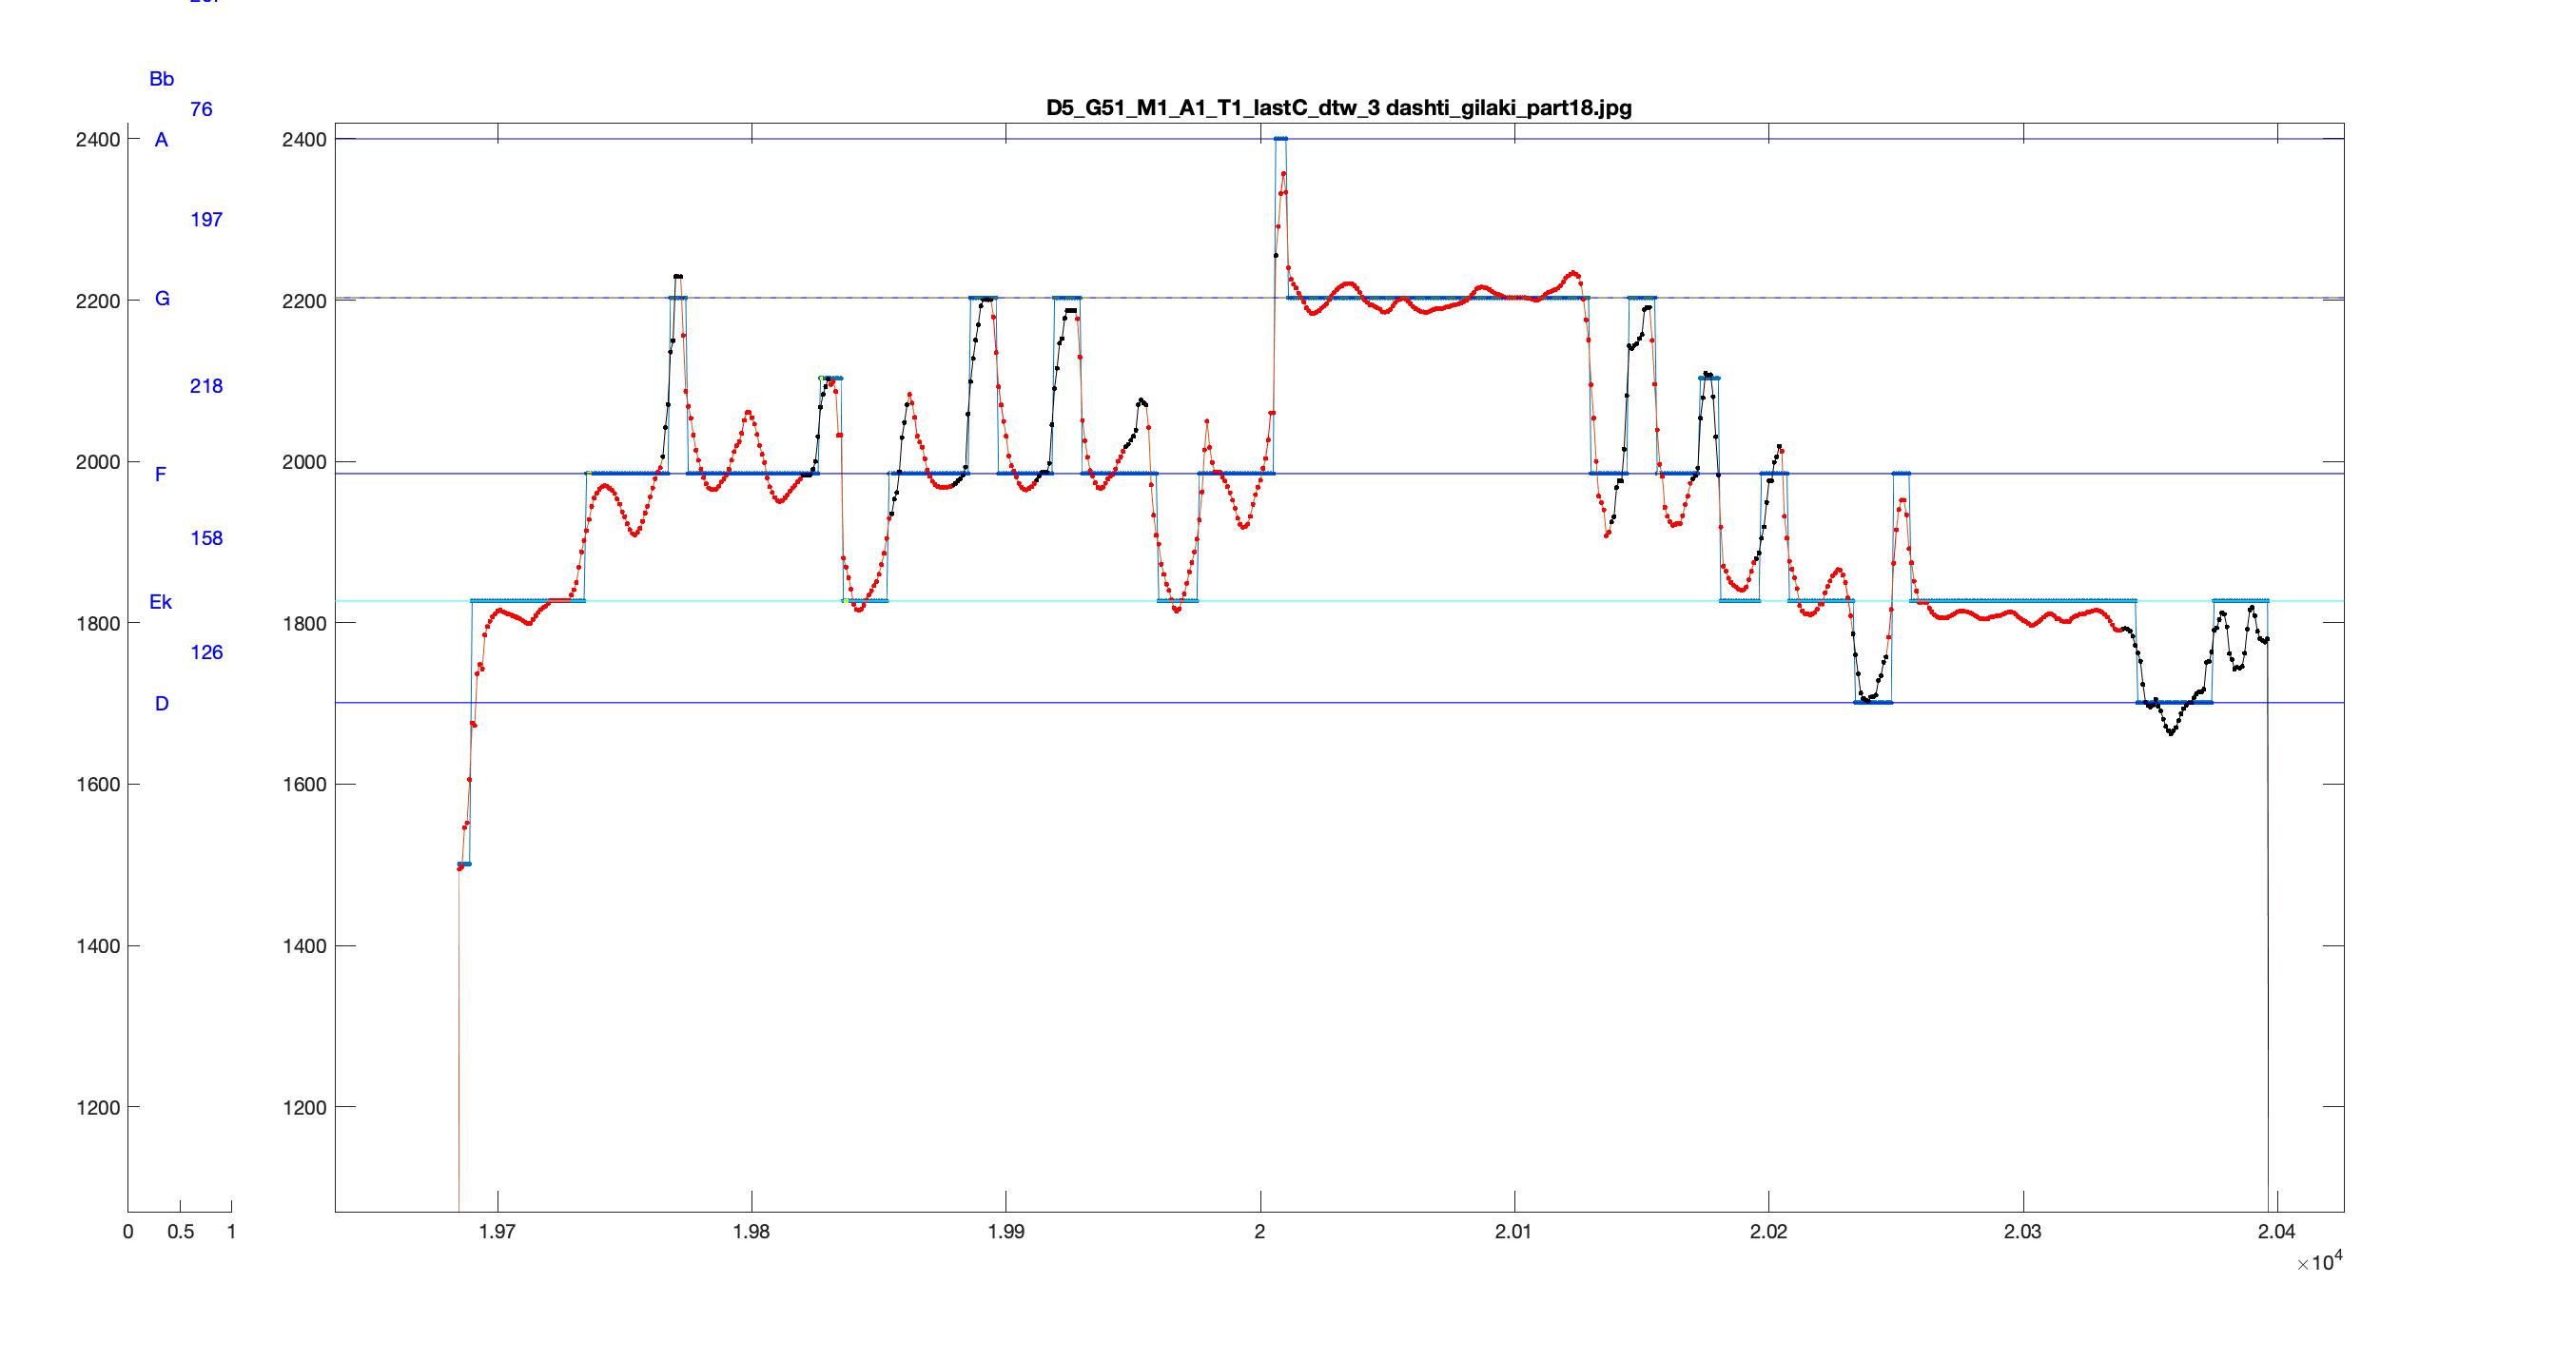 Bb
76
D5_G51_M1_A1_T1_lastC_dtw_3 dashti_gilaki_part18.jpg
2400 A 2400
197
2200 G 2200
218
2000 F 2000
158
Ek
1800 1800
126
D
1600 1600
1400 1400
1200 1200
0 0.5 1 1.97 1.98 1.99 2 2.01 2.02 2.03 2.04
×10^4